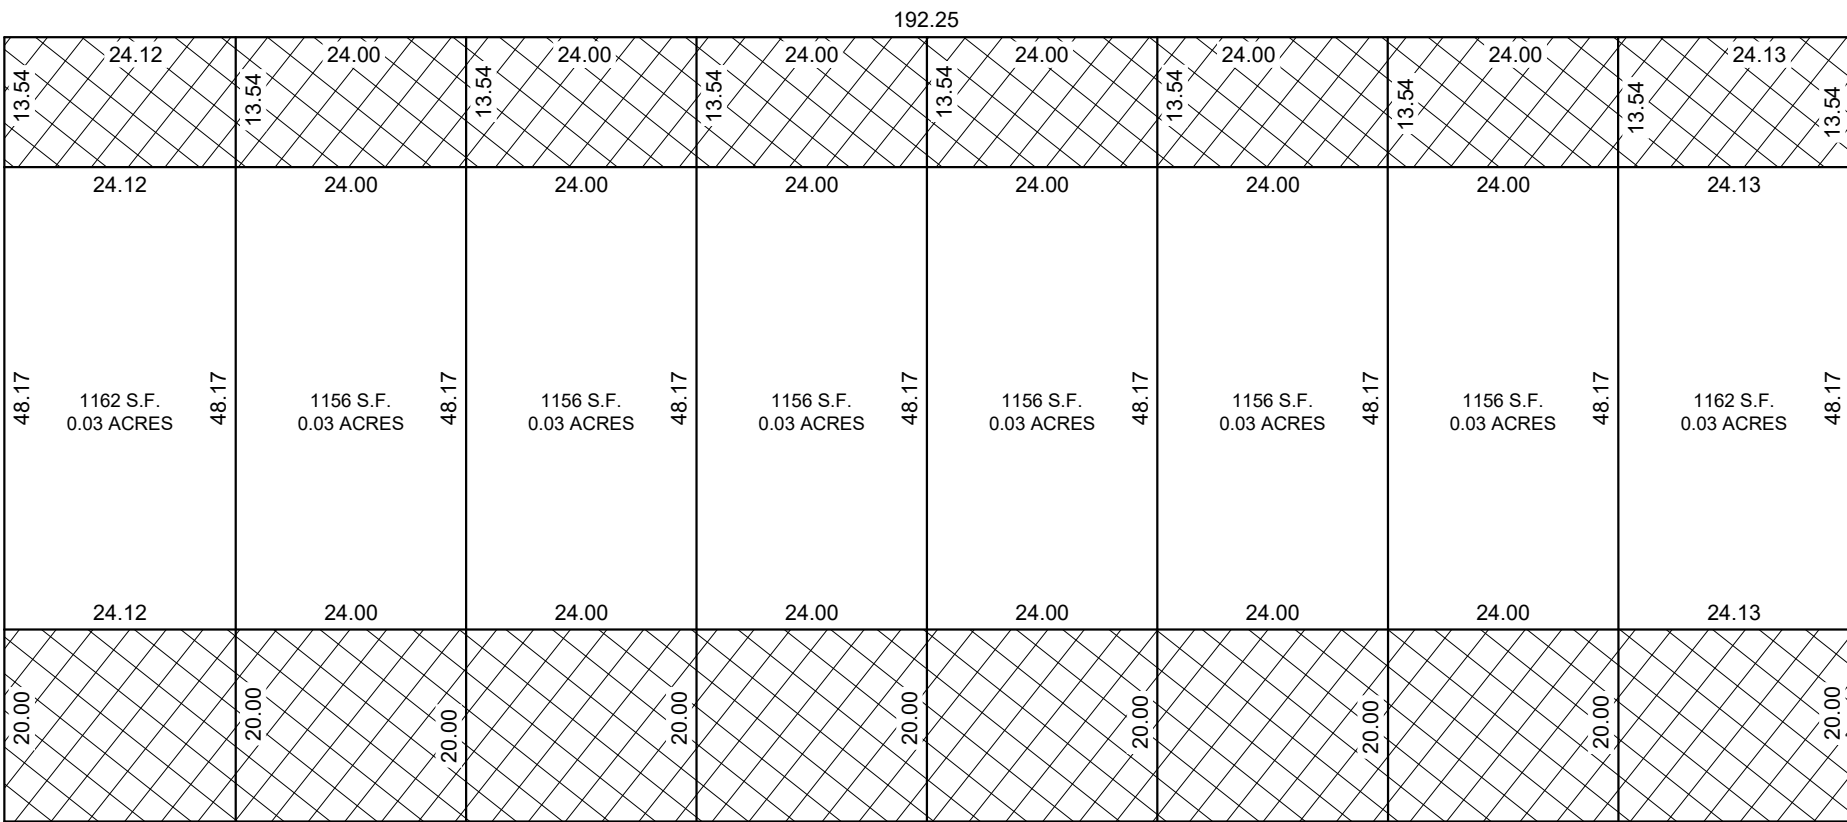 192.25
24.12 24.00 24.00 24.00 24.00 24.00 24.00 24.13
13.54 13.54 13.54 13.54 13.54 13.54 13.54 13.54 13.54
24.12 24.00 24.00 24.00 24.00 24.00 24.00 24.13
48.17 48.17 48.17 48.17 48.17 48.17 48.17 48.17 48.17
1162 S.F. 1156 S.F. 1156 S.F. 1156 S.F. 1156 S.F. 1156 S.F. 1156 S.F. 1162 S.F.
0.03 ACRES 0.03 ACRES 0.03 ACRES 0.03 ACRES 0.03 ACRES 0.03 ACRES 0.03 ACRES 0.03 ACRES
24.12 24.00 24.00 24.00 24.00 24.00 24.00 24.13
20.00 20.00 20.00 20.00 20.00 20.00 20.00 20.00 20.00